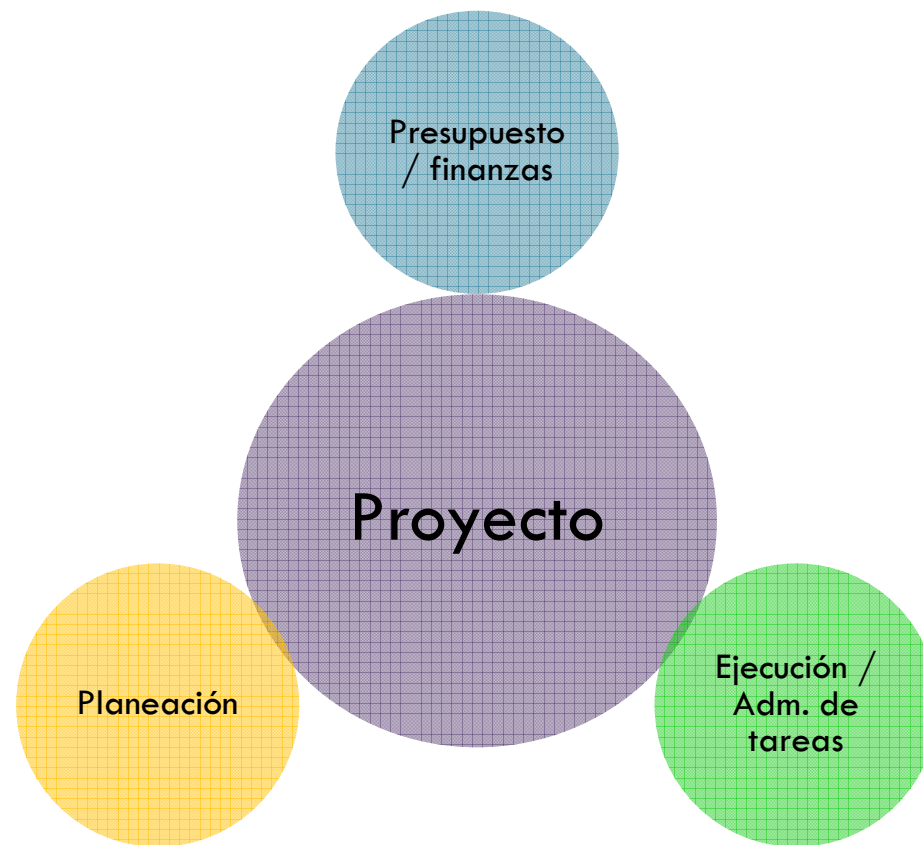 Presupuesto
/ finanzas
Proyecto
Planeación
Ejecución /
Adm. de
tareas